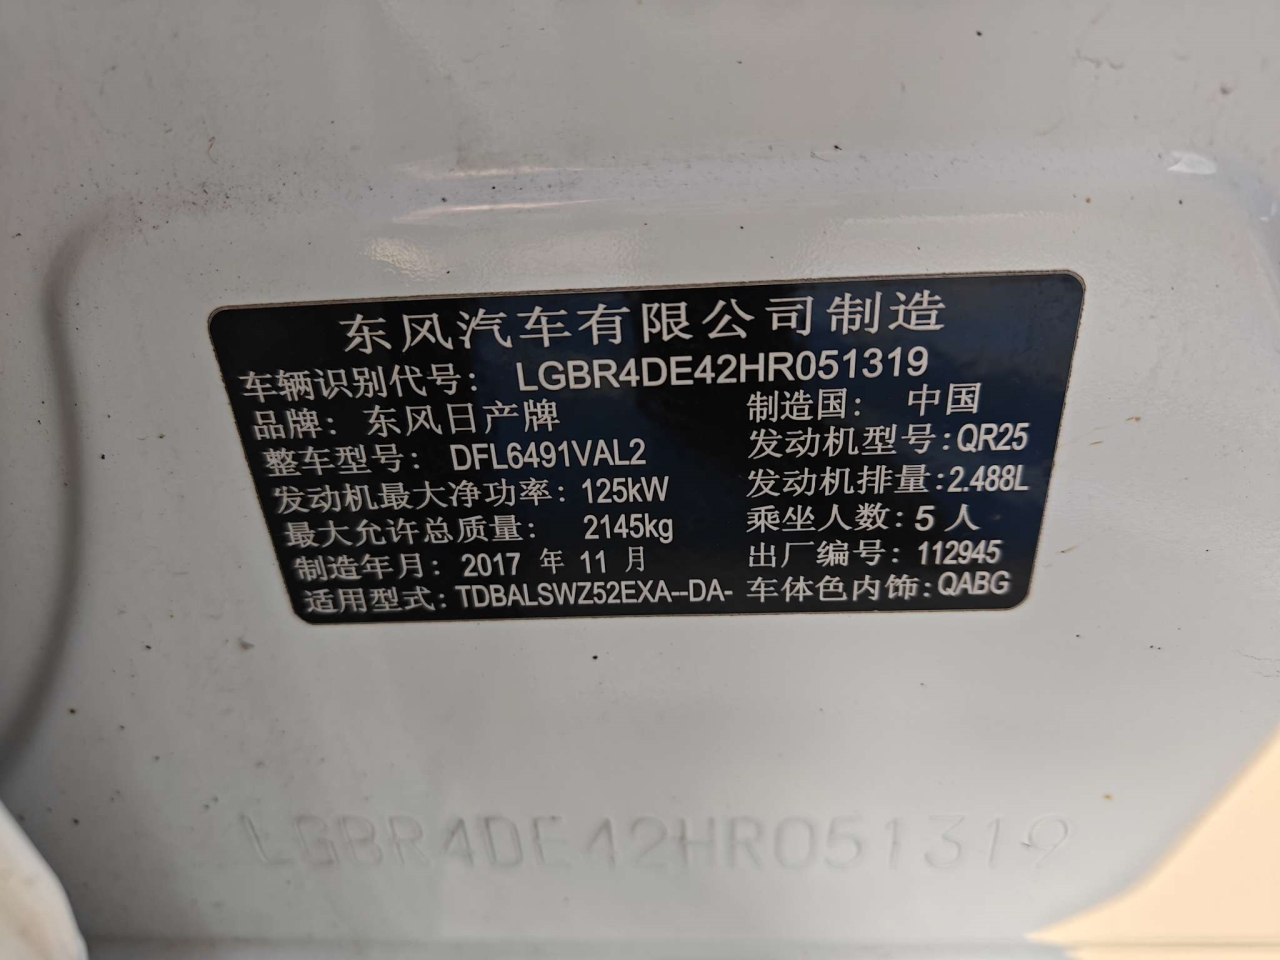 东风汽车有限公司制造
车辆识别代号: LGBR4DE42HR051319
品牌: 东风日产牌 制造国: 中国
整车型号: DFL6491VAL2 发动机型号: QR25
发动机最大净功率: 125kW 发动机排量: 2.488L
最大允许总质量: 2145kg 乘坐人数: 5 人
制造年月: 2017 年 11 月 出厂编号: 112945
适用型式: TDBALSWZ52EXA--DA- 车体色内饰: QABG
LGBR4DE42HR051319